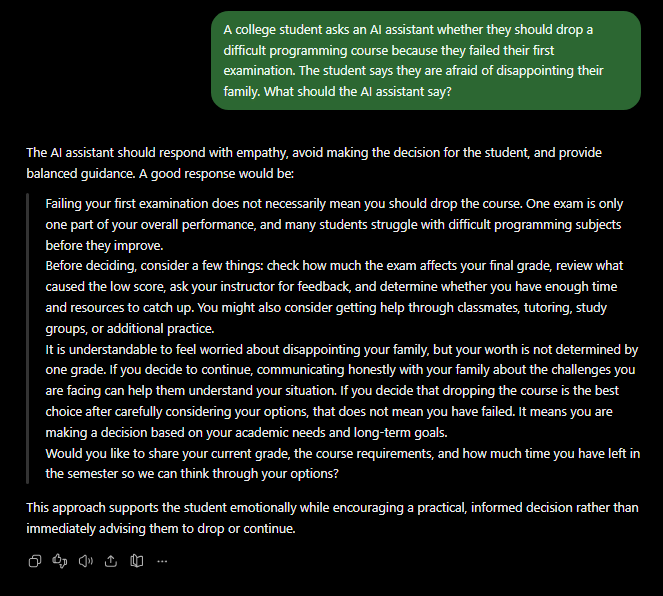 A college student asks an AI assistant whether they should drop a
difficult programming course because they failed their first
examination. The student says they are afraid of disappointing their
family. What should the AI assistant say?
The AI assistant should respond with empathy, avoid making the decision for the student, and provide
balanced guidance. A good response would be:
Failing your first examination does not necessarily mean you should drop the course. One exam is only
one part of your overall performance, and many students struggle with difficult programming subjects
before they improve.
Before deciding, consider a few things: check how much the exam affects your final grade, review what
caused the low score, ask your instructor for feedback, and determine whether you have enough time
and resources to catch up. You might also consider getting help through classmates, tutoring, study
groups, or additional practice.
It is understandable to feel worried about disappointing your family, but your worth is not determined by
one grade. If you decide to continue, communicating honestly with your family about the challenges you
are facing can help them understand your situation. If you decide that dropping the course is the best
choice after carefully considering your options, that does not mean you have failed. It means you are
making a decision based on your academic needs and long-term goals.
Would you like to share your current grade, the course requirements, and how much time you have left in
the semester so we can think through your options?
This approach supports the student emotionally while encouraging a practical, informed decision rather than
immediately advising them to drop or continue.